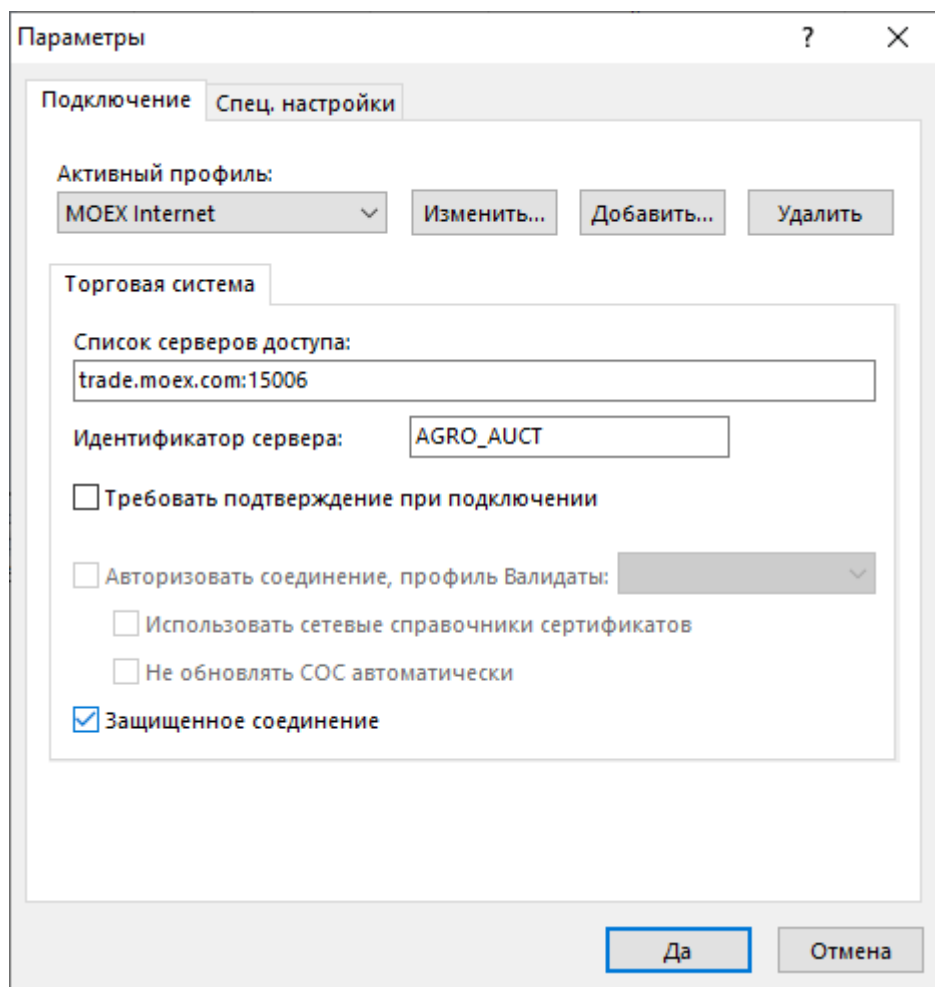 Параметры
Подключение Спец. настройки
Активный профиль:
MOEX Internet Изменить... Добавить... Удалить
Торговая система
Список серверов доступа:
trade.moex.com:15006
Идентификатор сервера: AGRO_AUCT
Требовать подтверждение при подключении
Авторизовать соединение, профиль Валидаты:
Использовать сетевые справочники сертификатов
Не обновлять СОС автоматически
Защищенное соединение
Да Отмена